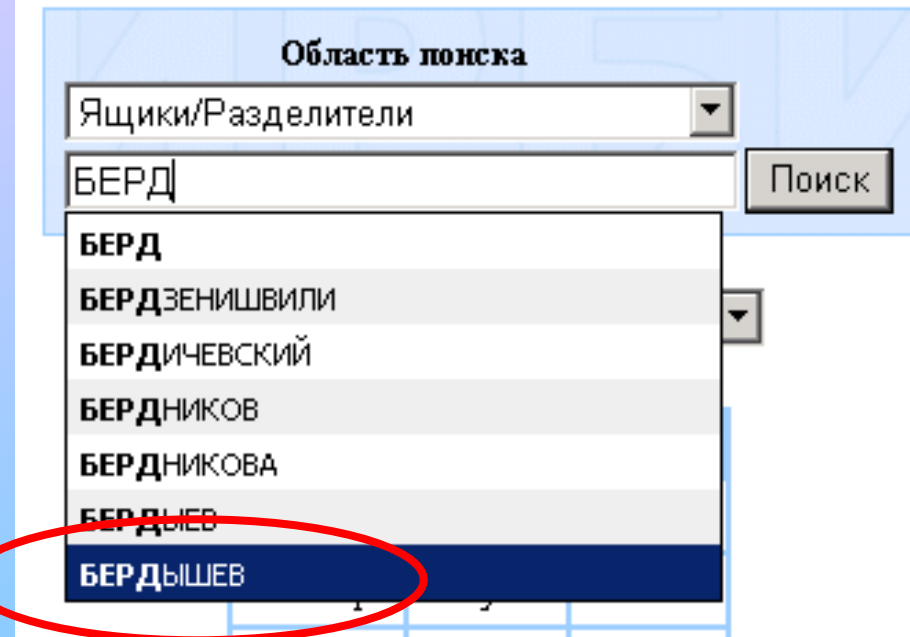 Область поиска
Ящики/Разделители
БЕРД Поиск
БЕРД
БЕРДЗЕНИШВИЛИ
БЕРДИЧЕВСКИЙ
БЕРДНИКОВ
БЕРДНИКОВА
БЕРДЫЕВ
БЕРДЫШЕВ